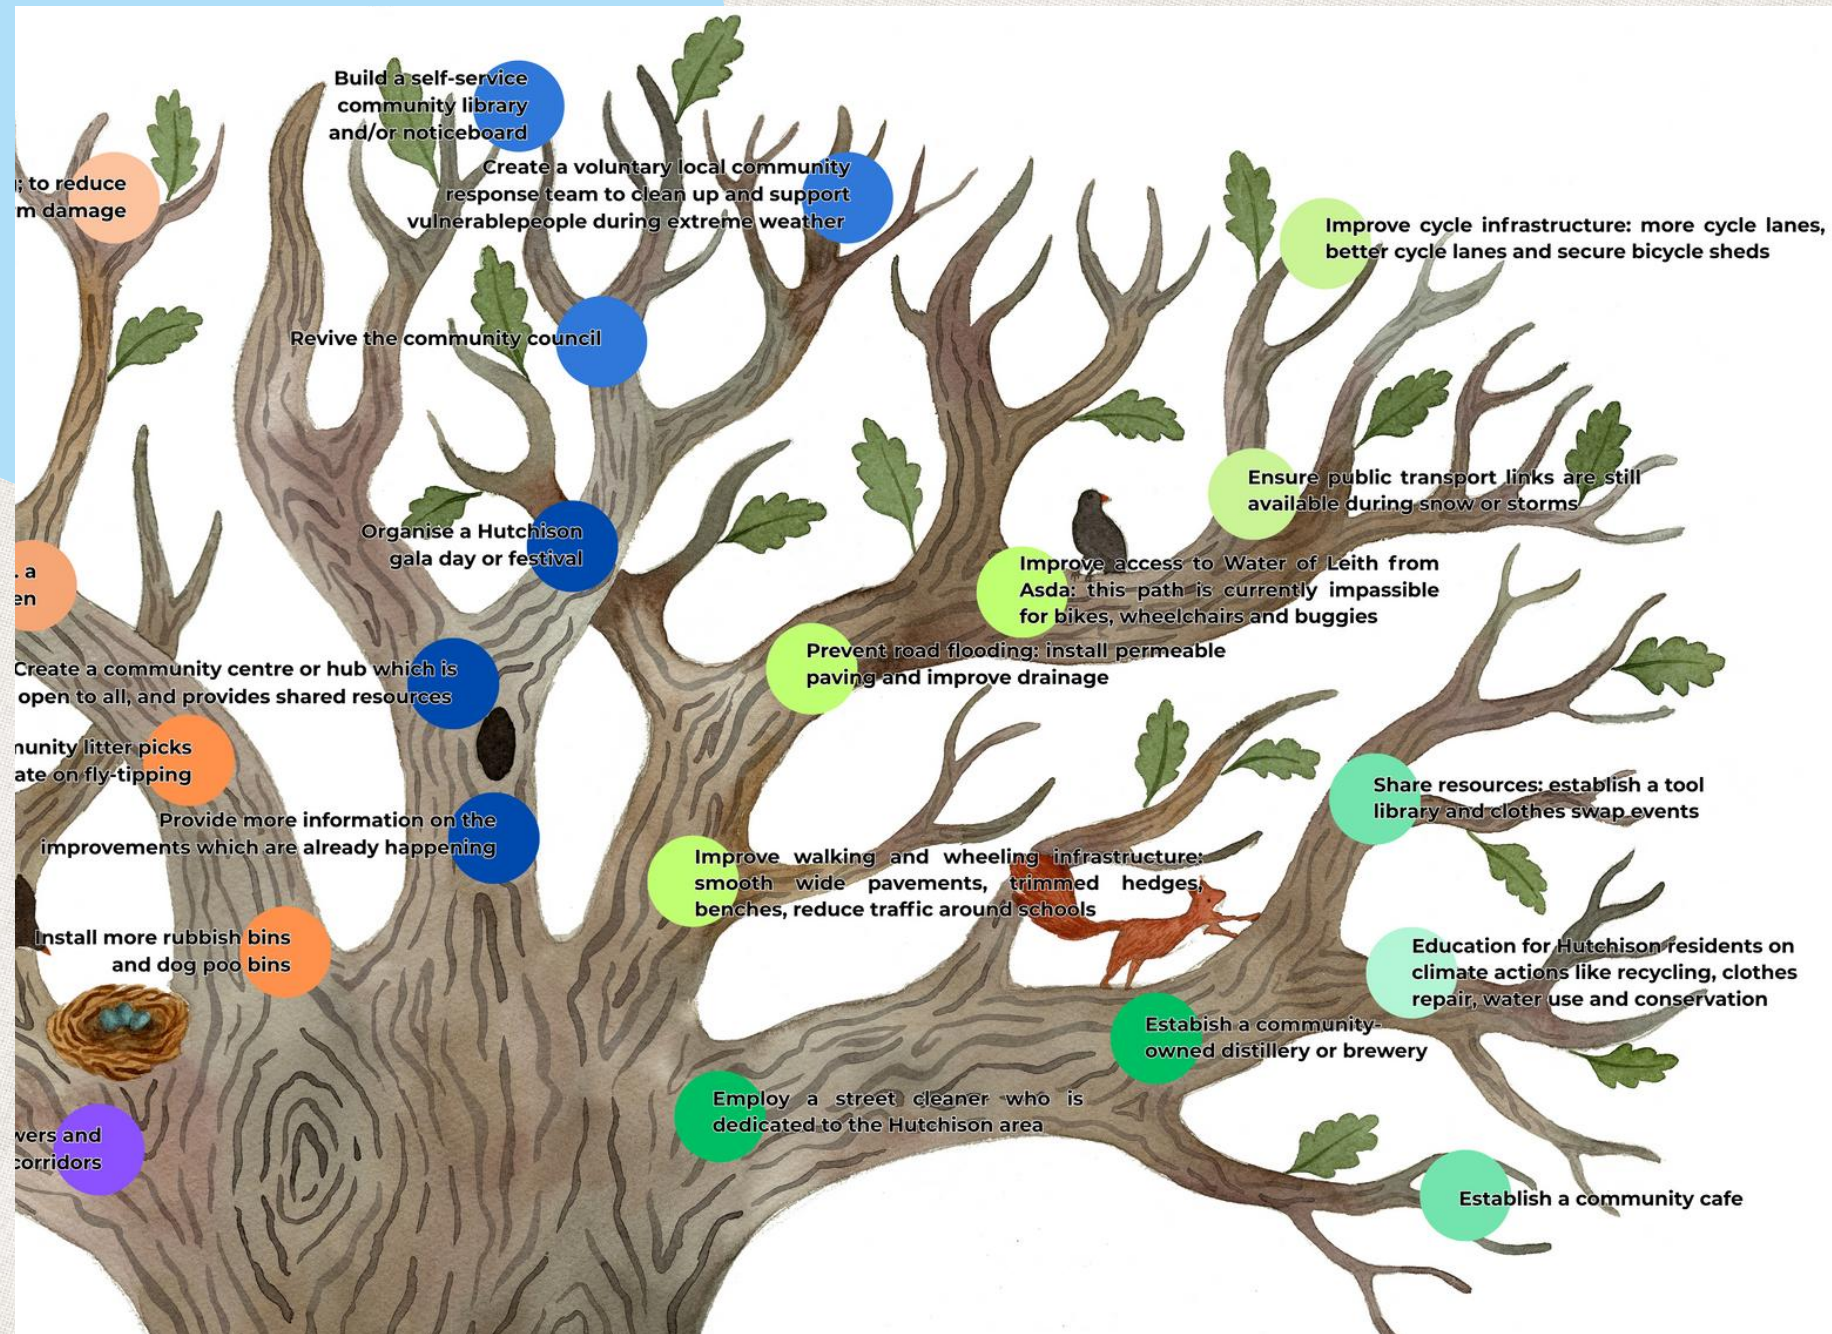 Build a self-service
community library
and/or noticeboard
Create a voluntary local community
response team to clean up and support
vulnerablepeople during extreme weather
; to reduce
m damage
Improve cycle infrastructure: more cycle lanes,
better cycle lanes and secure bicycle sheds
Revive the community council
Ensure public transport links are still
available during snow or storms
Organise a Hutchison
gala day or festival
. a
en
Improve access to Water of Leith from
Asda: this path is currently impassible
for bikes, wheelchairs and buggies
Prevent road flooding: install permeable
paving and improve drainage
Create a community centre or hub which is
open to all, and provides shared resources
munity litter picks
ate on fly-tipping
Share resources: establish a tool
library and clothes swap events
Provide more information on the
improvements which are already happening
Improve walking and wheeling infrastructure:
smooth wide pavements, trimmed hedges,
benches, reduce traffic around schools
Install more rubbish bins
and dog poo bins
Education for Hutchison residents on
climate actions like recycling, clothes
repair, water use and conservation
Estabish a community-
owned distillery or brewery
Employ a street cleaner who is
dedicated to the Hutchison area
wers and
corridors
Establish a community cafe